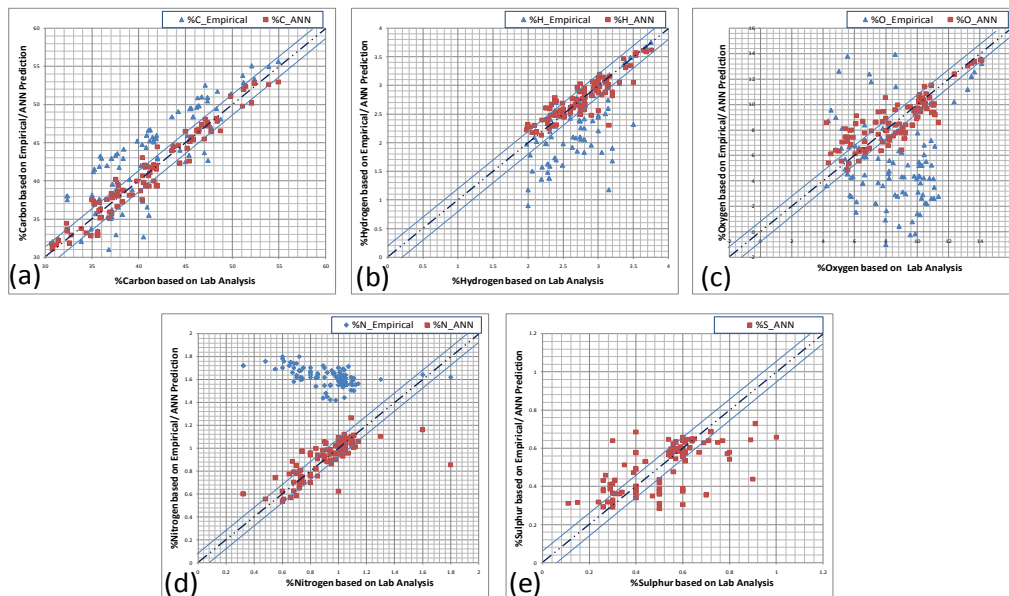 %C_Empirical %C_ANN
60
55
50
45
40
35
30
30 35 40 45 50 55 60
%Carbon based on Empirical/ ANN Prediction
%Carbon based on Lab Analysis
(a)
%H_Empirical %H_ANN
4
3.5
3
2.5
2
1.5
1
0.5
0
0 0.5 1 1.5 2 2.5 3 3.5 4
%Hydrogen based on Empirical/ ANN Prediction
%Hydrogen based on Lab Analysis
(b)
%O_Empirical %O_ANN
16
14
12
10
8
6
4
2
2 4 6 8 10 12 14
%Oxygen based on Empirical/ ANN Prediction
%Oxygen based on Lab Analysis
(c)
%N_Empirical %N_ANN
2
1.8
1.6
1.4
1.2
1
0.8
0.6
0.4
0.2
0
0 0.2 0.4 0.6 0.8 1 1.2 1.4 1.6 1.8 2
%Nitrogen based on Empirical/ ANN Prediction
%Nitrogen based on Lab Analysis
(d)
%S_ANN
1.2
1
0.8
0.6
0.4
0.2
0
0 0.2 0.4 0.6 0.8 1 1.2
%Sulphur based on Empirical/ ANN Prediction
%Sulphur based on Lab Analysis
(e)